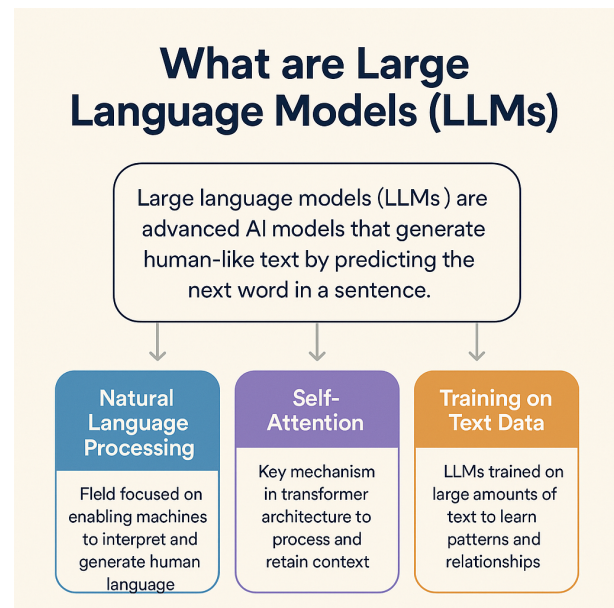 What are Large
Language Models (LLMs)
Large language models (LLMs) are
advanced AI models that generate
human-like text by predicting the
next word in a sentence.
Natural
Language
Processing
Field focused on
enabling machines
to interpret and
generate human
language
Self-
Attention
Key mechanism
in transformer
architecture to
process and
retain context
Training on
Text Data
LLMs trained on
large amounts of
text to learn
patterns and
relationships